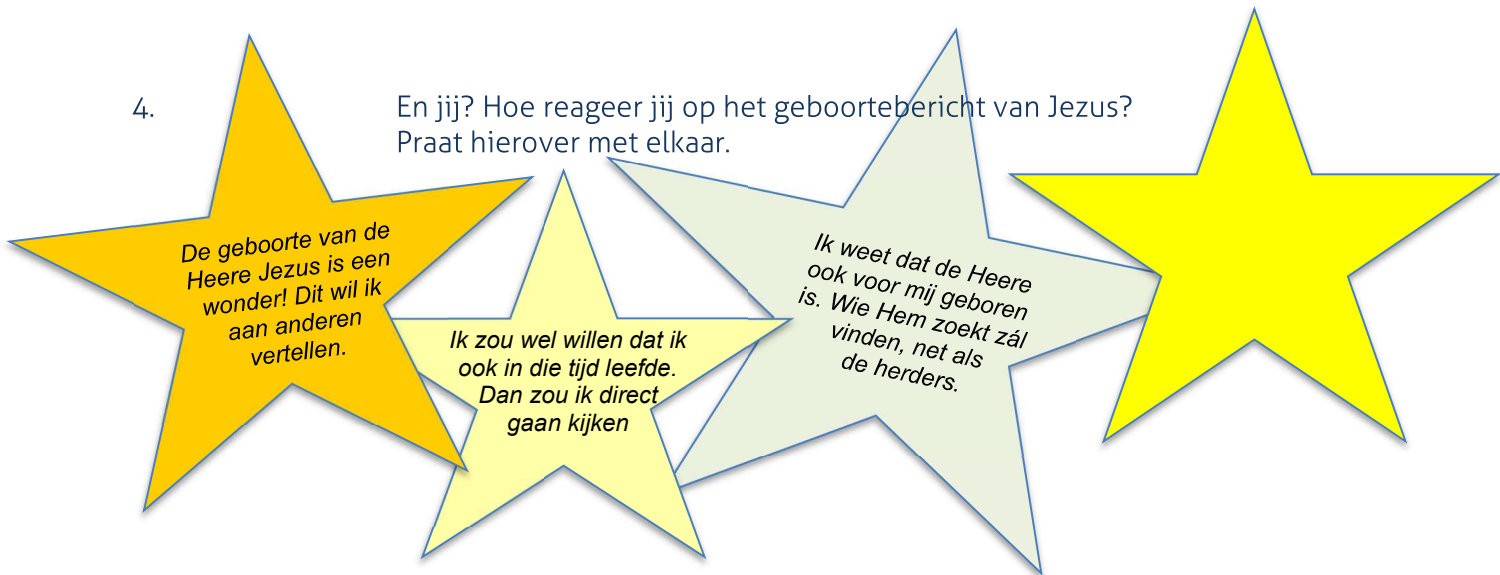 4.
En jij? Hoe reageer jij op het geboortebericht van Jezus?
Praat hierover met elkaar.
De geboorte van de
Heere Jezus is een
wonder! Dit wil ik
aan anderen
vertellen.
Ik zou wel willen dat ik
ook in die tijd leefde.
Dan zou ik direct
gaan kijken
Ik weet dat de Heere
ook voor mij geboren
is. Wie Hem zoekt zál
vinden, net als
de herders.